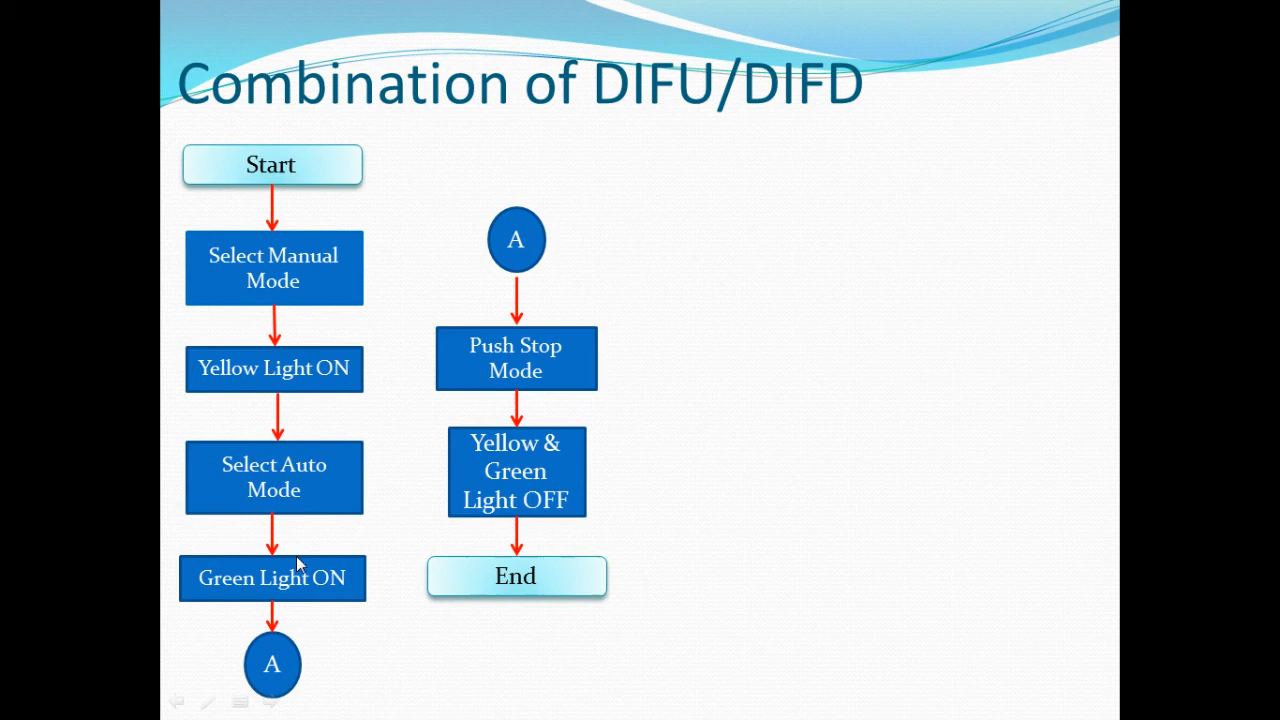 Combination of DIFU/DIFD
Start
Select Manual
Mode
Yellow Light ON
Select Auto
Mode
Green Light ON
A
A
Push Stop
Mode
Yellow &
Green
Light OFF
End